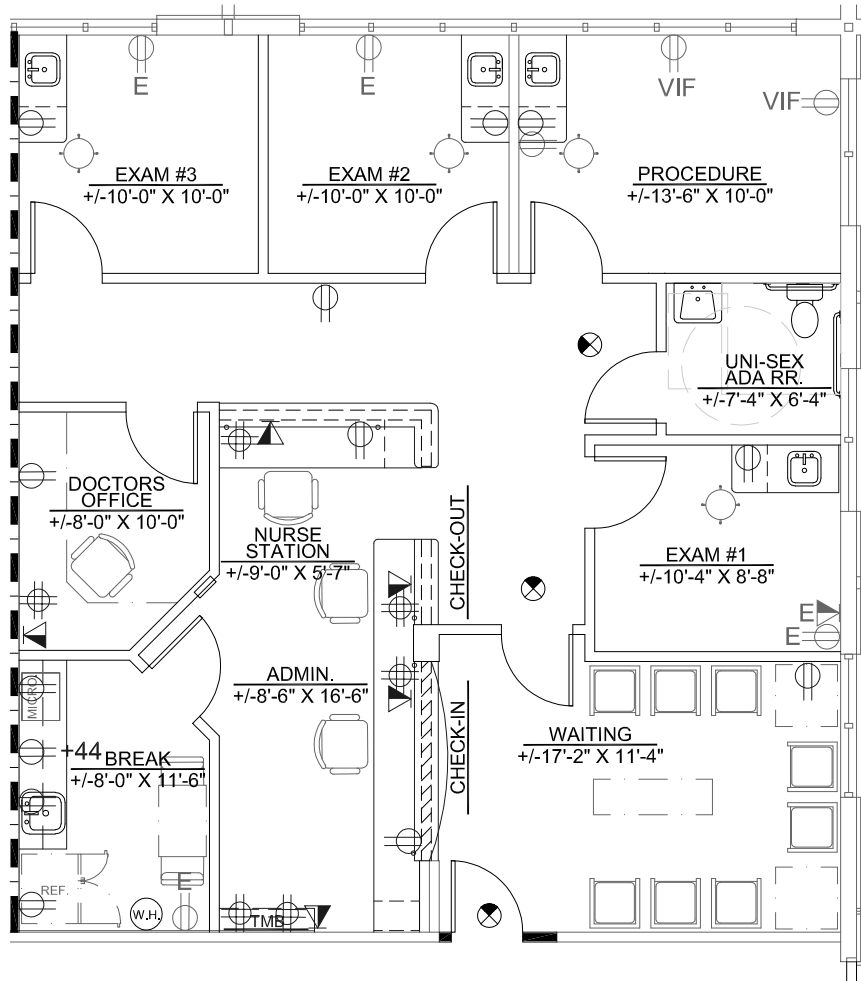 E
E
VIF
VIF
EXAM #3
+/-10'-0" X 10'-0"
EXAM #2
+/-10'-0" X 10'-0"
PROCEDURE
+/-13'-6" X 10'-0"
UNI-SEX
ADA RR.
+/-7'-4" X 6'-4"
DOCTORS
OFFICE
+/-8'-0" X 10'-0"
NURSE
STATION
+/-9'-0" X 5'-7"
CHECK-OUT
EXAM #1
+/-10'-4" X 8'-8"
E
E
ADMIN.
+/-8'-6" X 16'-6"
MICRO.
CHECK-IN
WAITING
+/-17'-2" X 11'-4"
+44
BREAK
+/-8'-0" X 11'-6"
REF.
E
W.H.
TMB